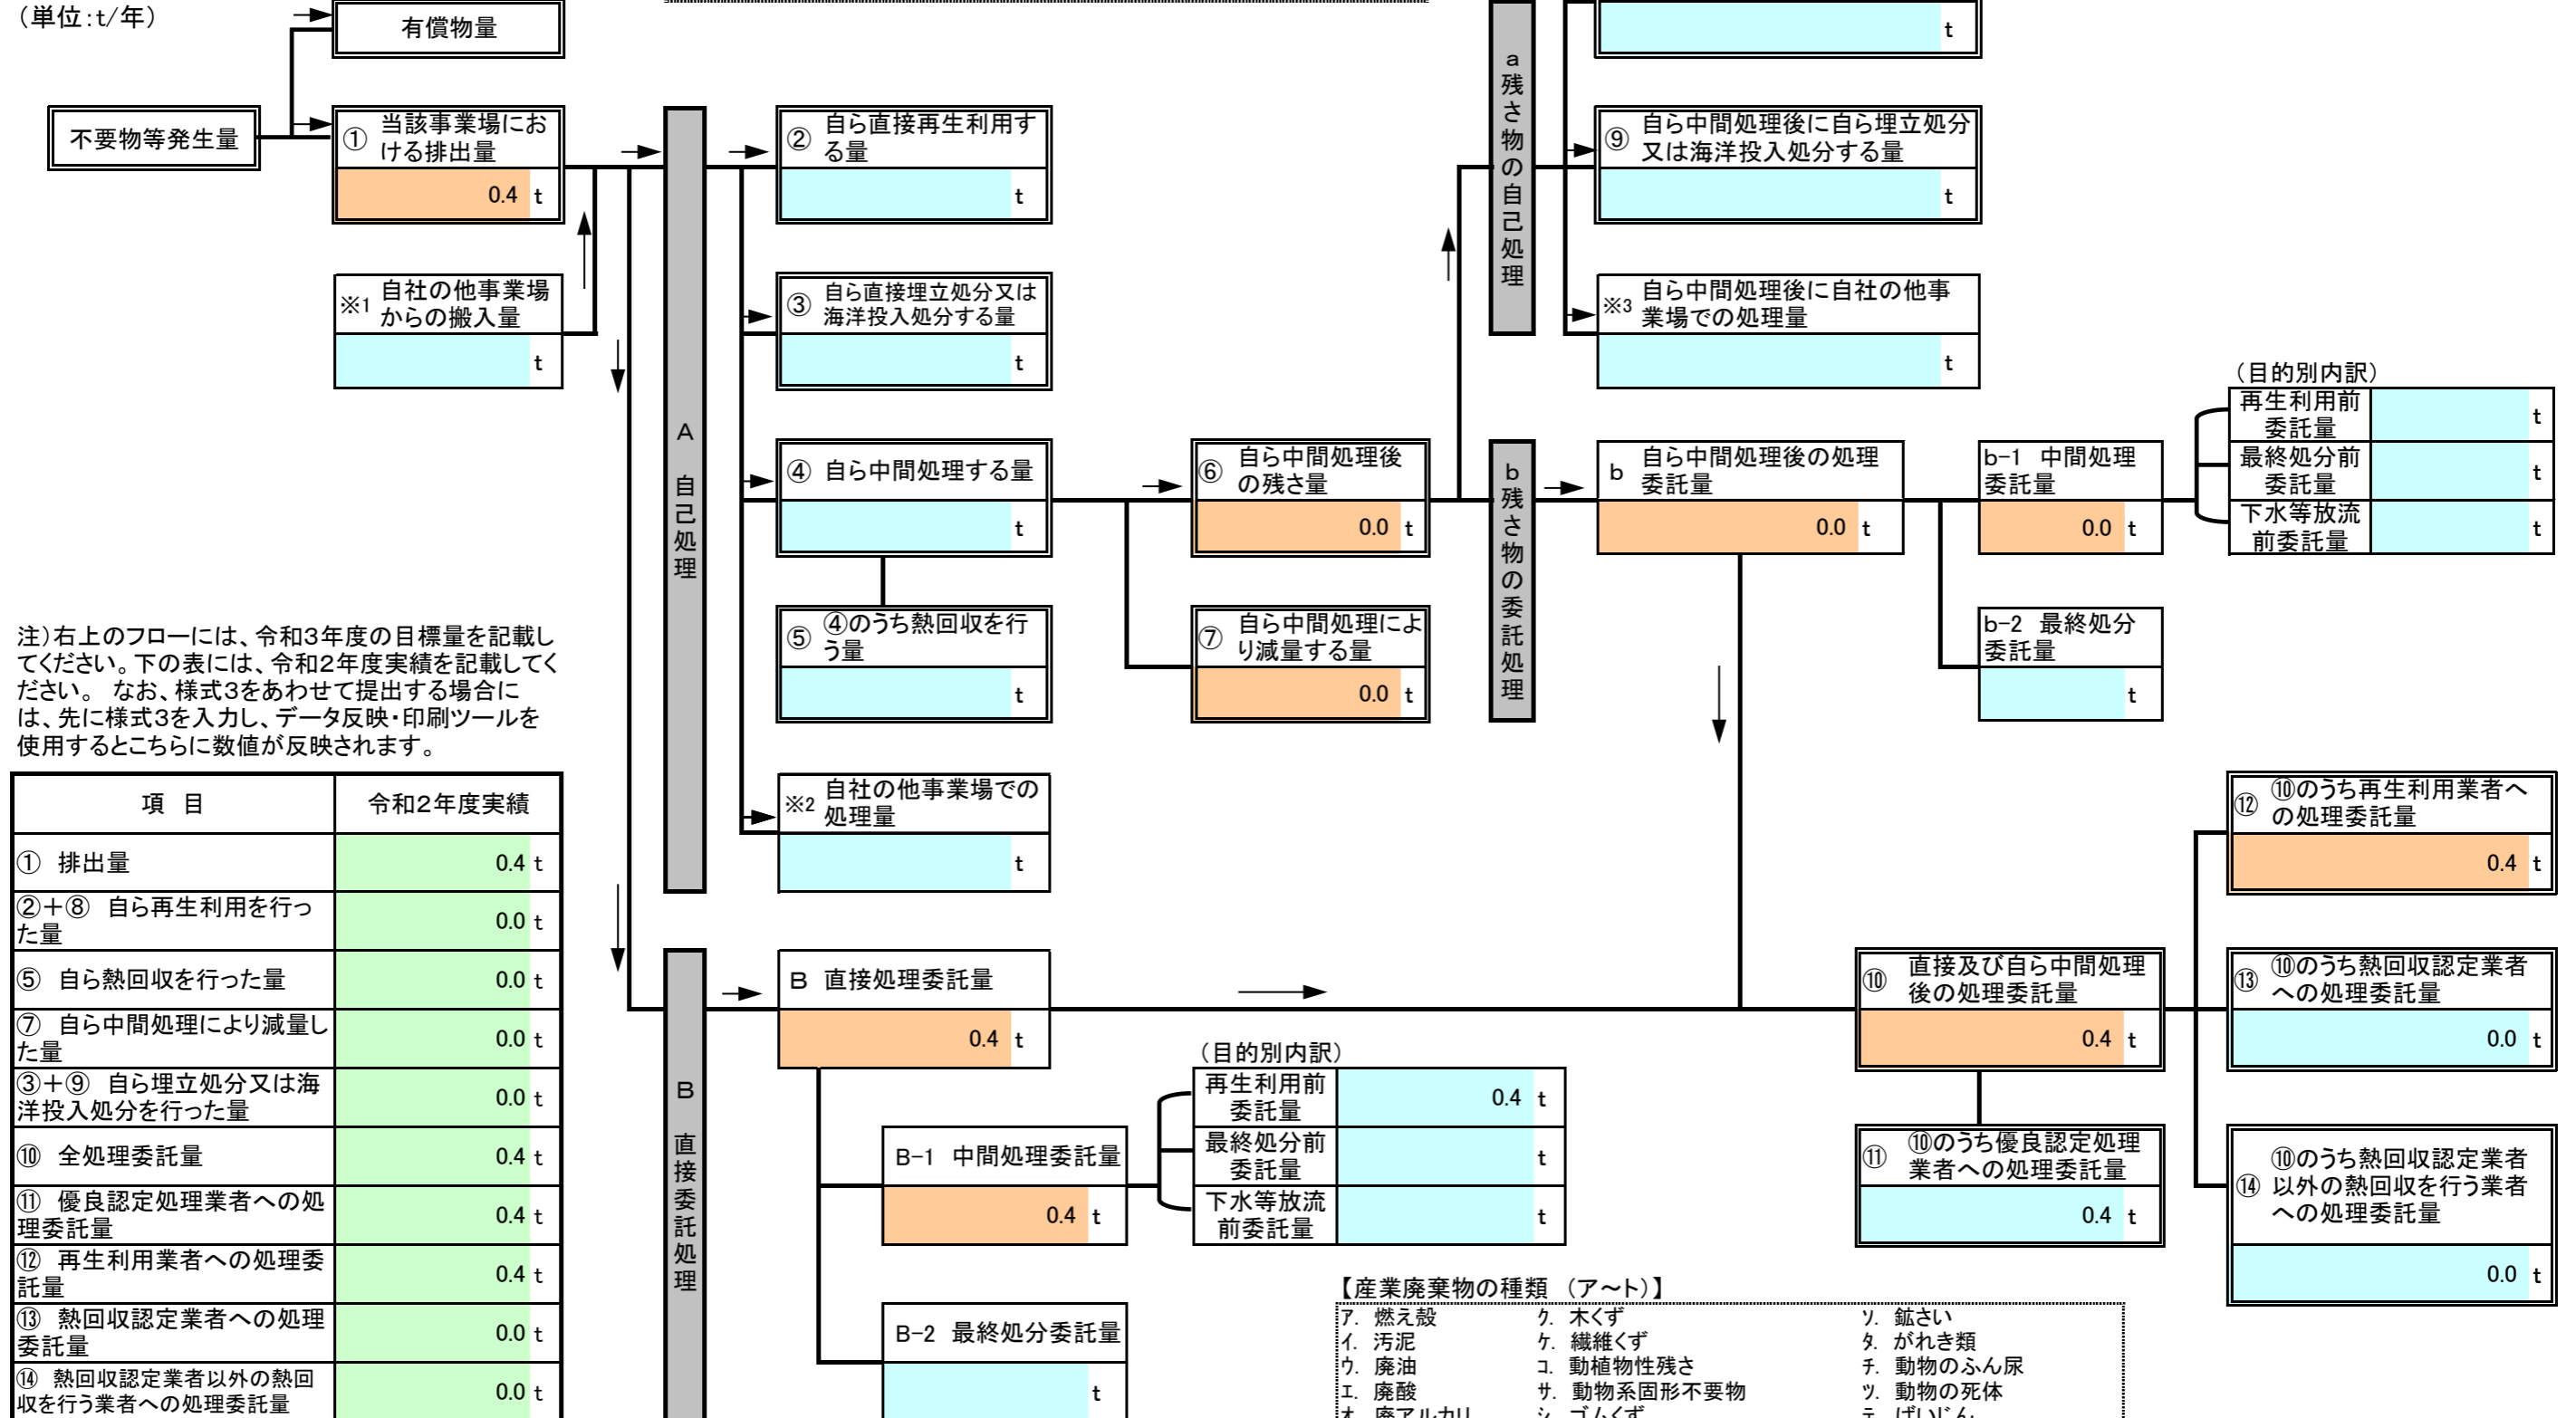 （単位：t/年）
有償物量
不要物等発生量
① 当該事業場にお
ける排出量
0.4 t
※1 自社の他事業場
からの搬入量
t
A 自己処理
② 自ら直接再生利用す
る量
t
③ 自ら直接埋立処分又は
海洋投入処分する量
t
④ 自ら中間処理する量
t
⑤ ④のうち熱回収を行
う量
t
※2 自社の他事業場での
処理量
t
⑥ 自ら中間処理後
の残さ量
0.0 t
⑦ 自ら中間処理によ
り減量する量
0.0 t
a 残さ物の自己処理
t
⑨ 自ら中間処理後に自ら埋立処分
又は海洋投入処分する量
t
※3 自ら中間処理後に自社の他事
業場での処理量
t
b 残さ物の委託処理
b 自ら中間処理後の処理
委託量
0.0 t
b-1 中間処理
委託量
0.0 t
（目的別内訳）
再生利用前
委託量
t
最終処分前
委託量
t
下水等放流
前委託量
t
b-2 最終処分
委託量
t
注）右上のフローには、令和３年度の目標量を記載し
てください。下の表には、令和２年度実績を記載してく
ださい。 なお、様式３をあわせて提出する場合に
は、先に様式３を入力し、データ反映・印刷ツールを
使用するとこちらに数値が反映されます。
項 目 令和２年度実績
① 排出量 0.4 t
②＋⑧ 自ら再生利用を行っ
た量 0.0 t
⑤ 自ら熱回収を行った量 0.0 t
⑦ 自ら中間処理により減量し
た量 0.0 t
③＋⑨ 自ら埋立処分又は海
洋投入処分を行った量 0.0 t
⑩ 全処理委託量 0.4 t
⑪ 優良認定処理業者への処
理委託量 0.4 t
⑫ 再生利用業者への処理委
託量 0.4 t
⑬ 熱回収認定業者への処理
委託量 0.0 t
⑭ 熱回収認定業者以外の熱回
収を行う業者への処理委託量 0.0 t
B 直接委託処理
B 直接処理委託量
0.4 t
B-1 中間処理委託量
0.4 t
（目的別内訳）
再生利用前
委託量
0.4 t
最終処分前
委託量
t
下水等放流
前委託量
t
B-2 最終処分委託量
t
⑩ 直接及び自ら中間処理
後の処理委託量
0.4 t
⑪ ⑩のうち優良認定処理
業者への処理委託量
0.4 t
⑫ ⑩のうち再生利用業者へ
の処理委託量
0.4 t
⑬ ⑩のうち熱回収認定業者
への処理委託量
0.0 t
⑭ ⑩のうち熱回収認定業者
以外の熱回収を行う業者
への処理委託量
0.0 t
【産業廃棄物の種類 （ア～ト）】
ｱ. 燃え殻 ｸ. 木くず ｿ. 鉱さい
ｲ. 汚泥 ｹ. 繊維くず ﾀ. がれき類
ｳ. 廃油 ｺ. 動植物性残さ ﾁ. 動物のふん尿
ｴ. 廃酸 ｻ. 動物系固形不要物 ﾂ. 動物の死体
ｵ. 廃アルカリ ｼ. ゴムくず ﾃ. ばいじん